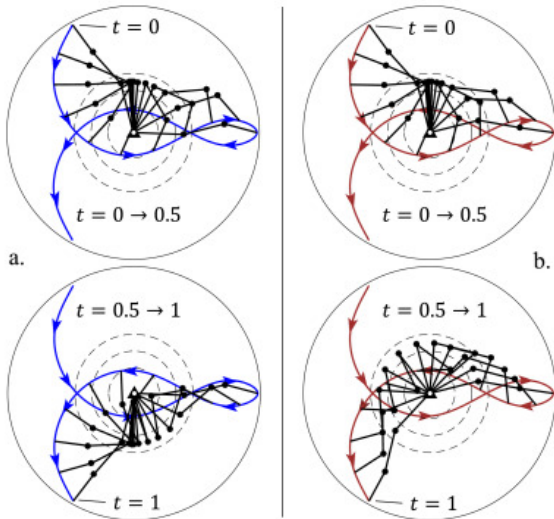 t = 0
t = 0 → 0.5
a.
t = 0.5 → 1
t = 1
t = 0
t = 0 → 0.5
b.
t = 0.5 → 1
t = 1